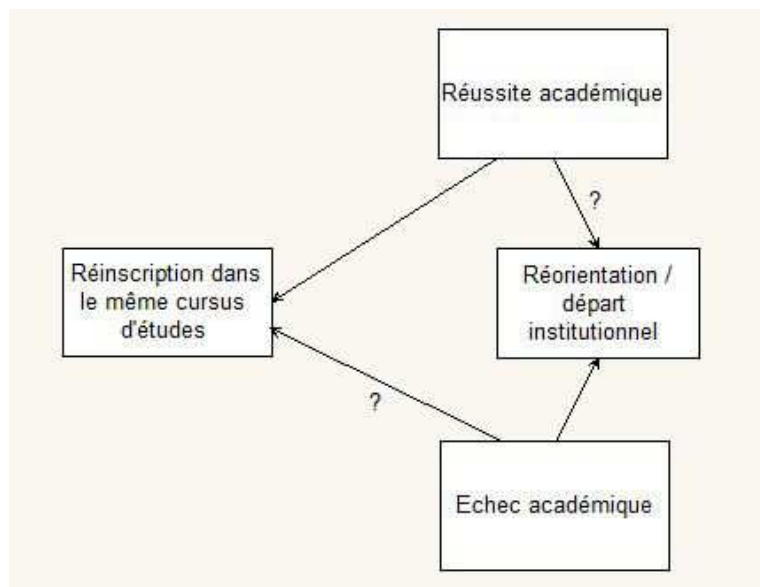 Réussite académique
?
Réinscription dans
le même cursus
d'études
Réorientation /
départ
institutionnel
?
Echec académique